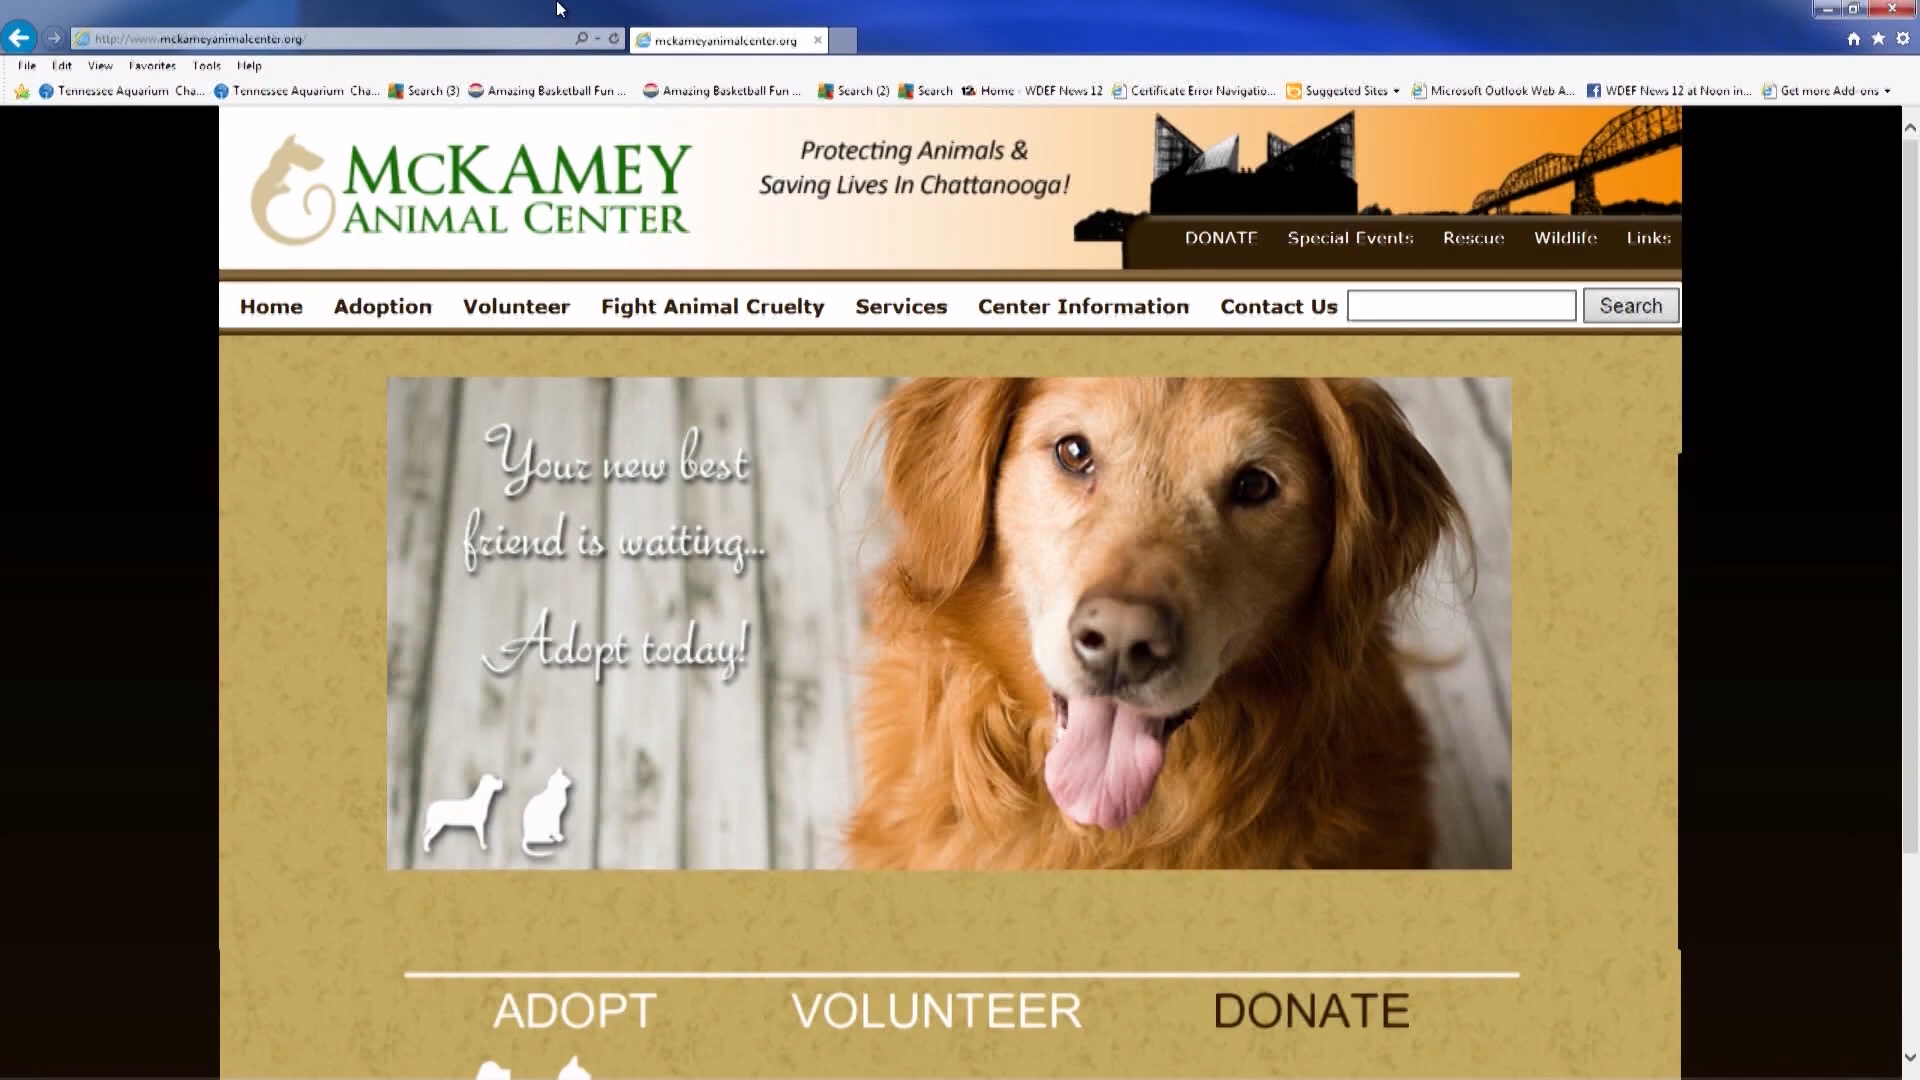 http://www.mckameyanimalcenter.org/
mckameyanimalcenter.org
File Edit View Favorites Tools Help
Tennessee Aquarium Cha... Tennessee Aquarium Cha... Search (3) Amazing Basketball Fun ... Amazing Basketball Fun ... Search (2) Search Home - WDEF News 12 Certificate Error Navigatio... Suggested Sites Microsoft Outlook Web A... WDEF News 12 at Noon in... Get more Add-ons
McKAMEY
ANIMAL CENTER
Protecting Animals &
Saving Lives In Chattanooga!
DONATE Special Events Rescue Wildlife Links
Home Adoption Volunteer Fight Animal Cruelty Services Center Information Contact Us Search
Your new best
friend is waiting...
Adopt today!
ADOPT VOLUNTEER DONATE